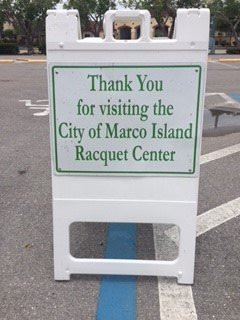 Thank You
for visiting the
City of Marco Island
Racquet Center